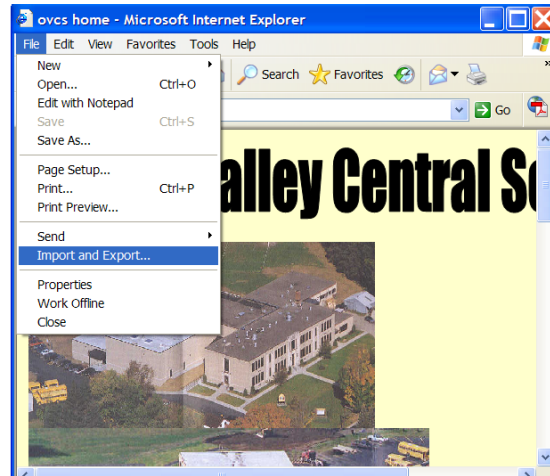 ovcs home - Microsoft Internet Explorer
File Edit View Favorites Tools Help
Search Favorites
Go
New
Open... Ctrl+O
Edit with Notepad
Save Ctrl+S
Save As...
Page Setup...
Print... Ctrl+P
Print Preview...
Send
Import and Export...
Properties
Work Offline
Close
alley Central